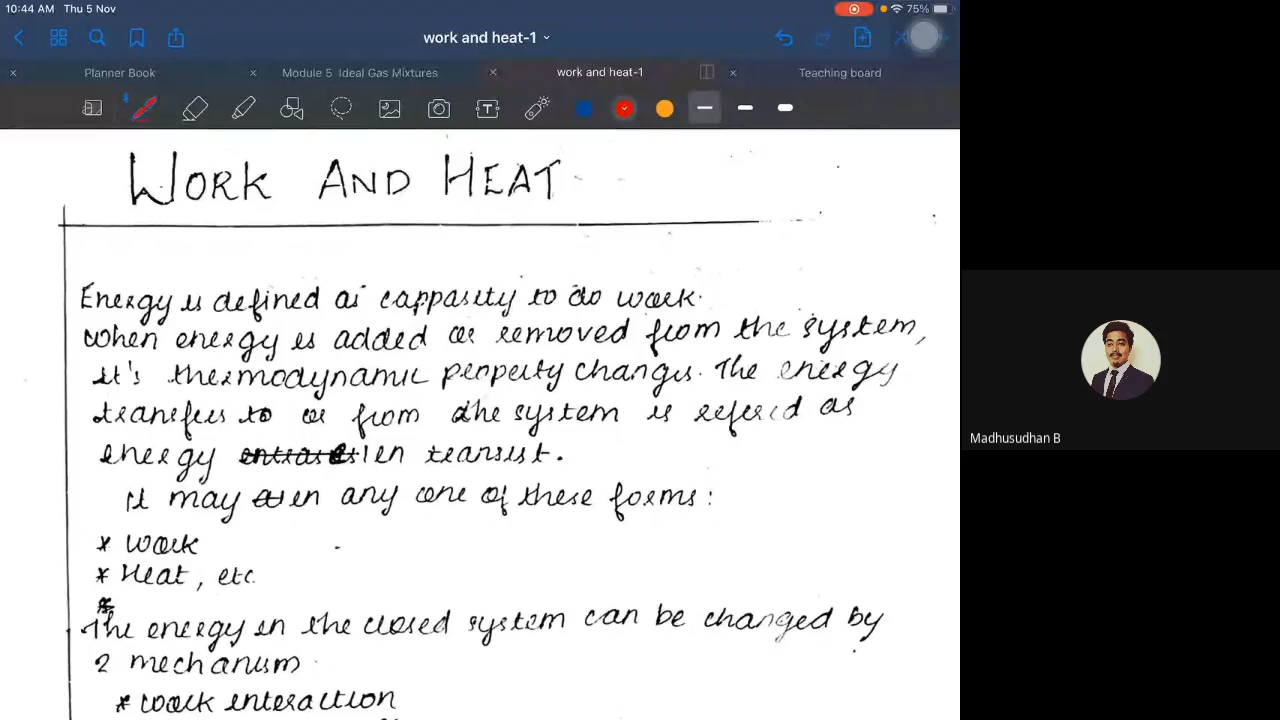 10:44 AM Thu 5 Nov
75%
work and heat-1
Planner Book
Module 5 Ideal Gas Mixtures
work and heat-1
Teaching board
WORK AND HEAT
Energy is defined as cappasity to do work.
When energy is added or removed from the system,
it's thermodynamic property changes. The energy
transfers to or from the system is refered as
energy in transist.
It may in any one of these forms:
* Work
* Heat, etc.
The energy in the closed system can be changed by
2 mechanism
* work interaction
Madhusudhan B